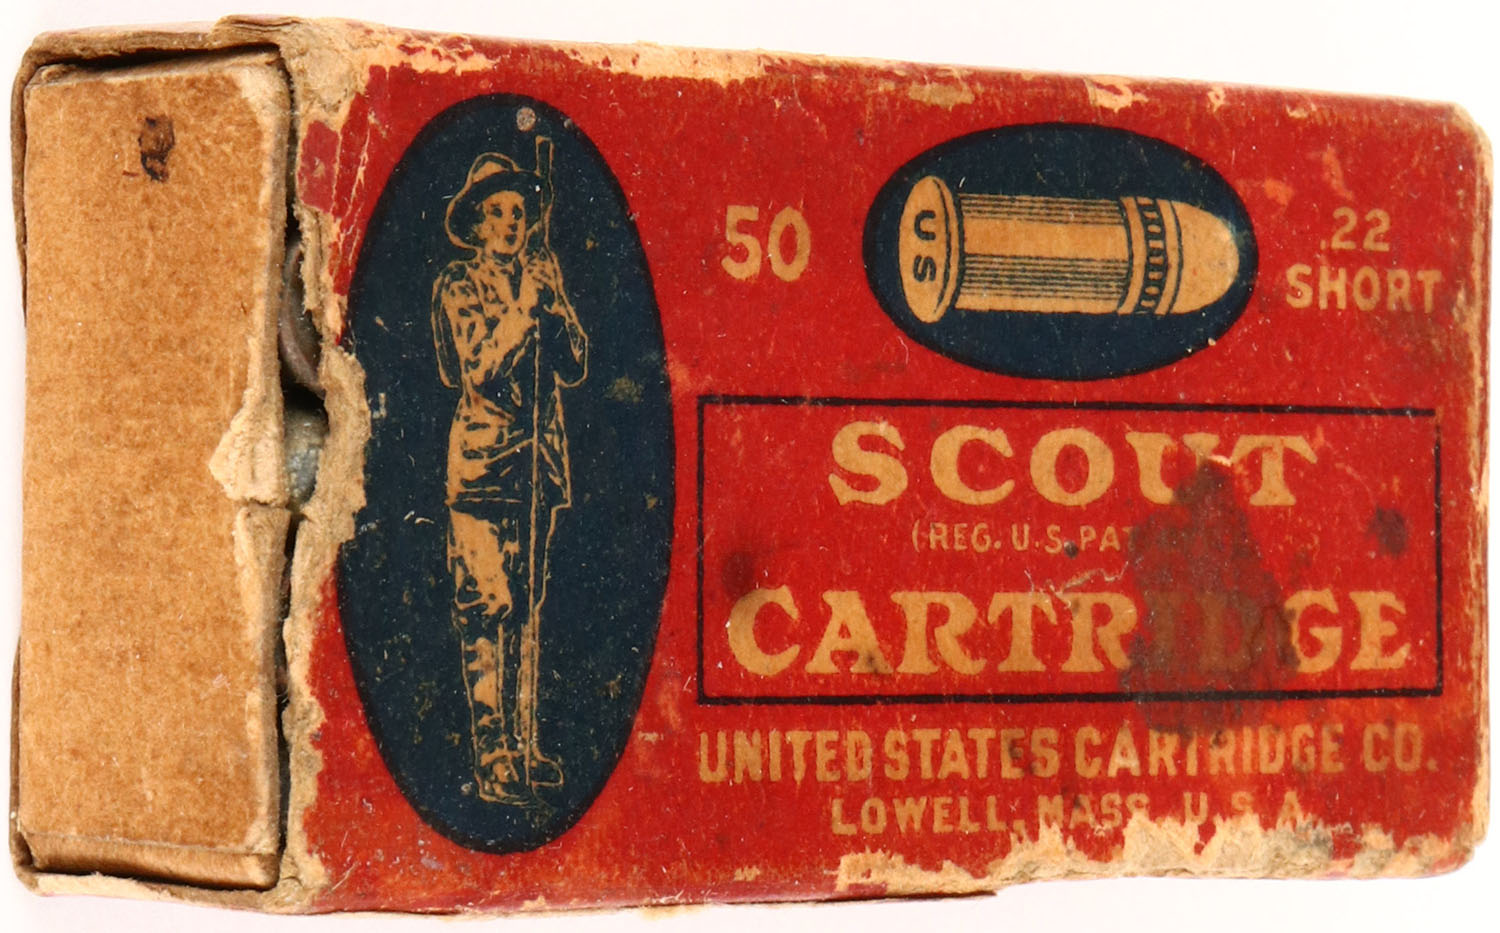 50
US
.22
SHORT
SCOUT
(REG. U.S. PAT
CARTRIDGE
UNITED STATES CARTRIDGE CO.
LOWELL, MASS. U.S.A.